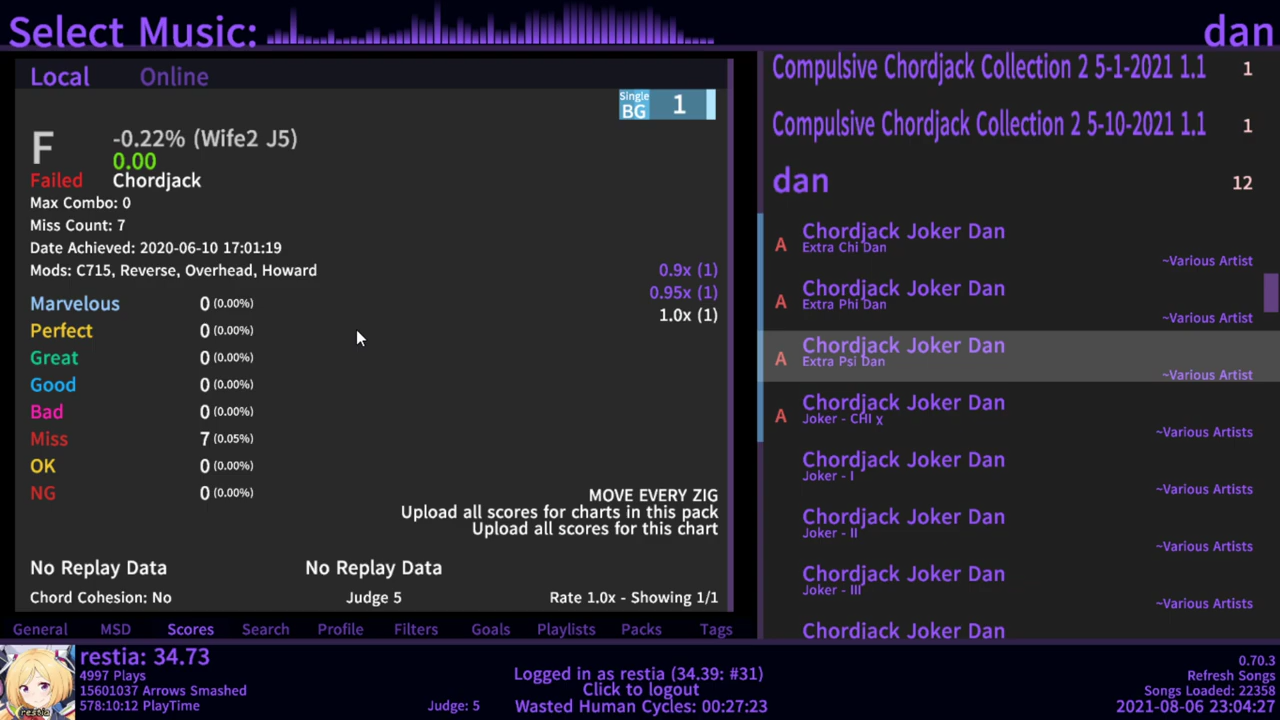 Select Music:
dan
Local Online
Single
BG 1
F -0.22% (Wife2 J5)
0.00
Failed Chordjack
Max Combo: 0
Miss Count: 7
Date Achieved: 2020-06-10 17:01:19
Mods: C715, Reverse, Overhead, Howard
0.9x (1)
0.95x (1)
1.0x (1)
Marvelous 0 (0.00%)
Perfect 0 (0.00%)
Great 0 (0.00%)
Good 0 (0.00%)
Bad 0 (0.00%)
Miss 7 (0.05%)
OK 0 (0.00%)
NG 0 (0.00%)
MOVE EVERY ZIG
Upload all scores for charts in this pack
Upload all scores for this chart
No Replay Data No Replay Data
Chord Cohesion: No Judge 5 Rate 1.0x - Showing 1/1
General MSD Scores Search Profile Filters Goals Playlists Packs Tags
Compulsive Chordjack Collection 2 5-1-2021 1.1 1
Compulsive Chordjack Collection 2 5-10-2021 1.1 1
dan 12
A Chordjack Joker Dan
Extra Chi Dan
~Various Artist
A Chordjack Joker Dan
Extra Phi Dan
~Various Artist
A Chordjack Joker Dan
Extra Psi Dan
~Various Artist
A Chordjack Joker Dan
Joker - CHI χ
~Various Artists
Chordjack Joker Dan
Joker - I
~Various Artists
Chordjack Joker Dan
Joker - II
~Various Artists
Chordjack Joker Dan
Joker - III
~Various Artists
Chordjack Joker Dan
restia
restia: 34.73
4997 Plays
15601037 Arrows Smashed
578:10:12 PlayTime
Judge: 5
Logged in as restia (34.39: #31)
Click to logout
Wasted Human Cycles: 00:27:23
0.70.3
Refresh Songs
Songs Loaded: 22358
2021-08-06 23:04:27